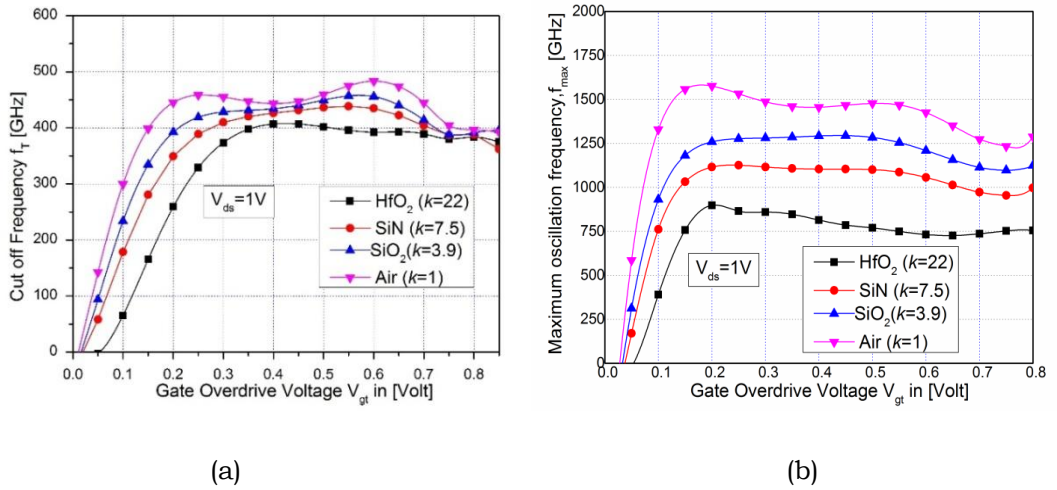 600
500
400
300
200
100
0
Cut off Frequency f_T [GHz]
V_ds=1V
HfO₂ (k=22)
SiN (k=7.5)
SiO₂(k=3.9)
Air (k=1)
0.0 0.1 0.2 0.3 0.4 0.5 0.6 0.7 0.8
Gate Overdrive Voltage V_gt in [Volt]
(a)
2000
1750
1500
1250
1000
750
500
250
0
Maximum oscillation frequency,f_max [GHz]
V_ds=1V
HfO₂ (k=22)
SiN (k=7.5)
SiO₂(k=3.9)
Air (k=1)
0.0 0.1 0.2 0.3 0.4 0.5 0.6 0.7 0.8
Gate Overdrive Voltage V_gt in [Volt]
(b)